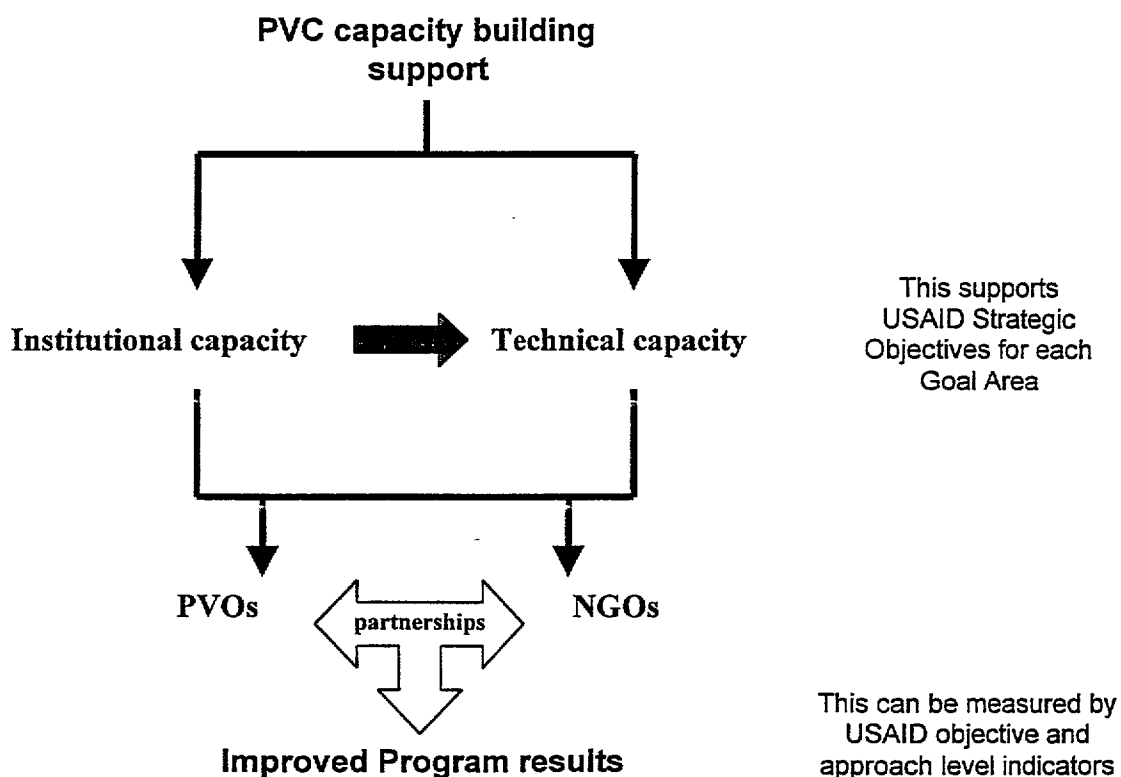 PVC capacity building
support
Institutional capacity
Technical capacity
This supports
USAID Strategic
Objectives for each
Goal Area
PVOs
partnerships
NGOs
Improved Program results
This can be measured by
USAID objective and
approach level indicators